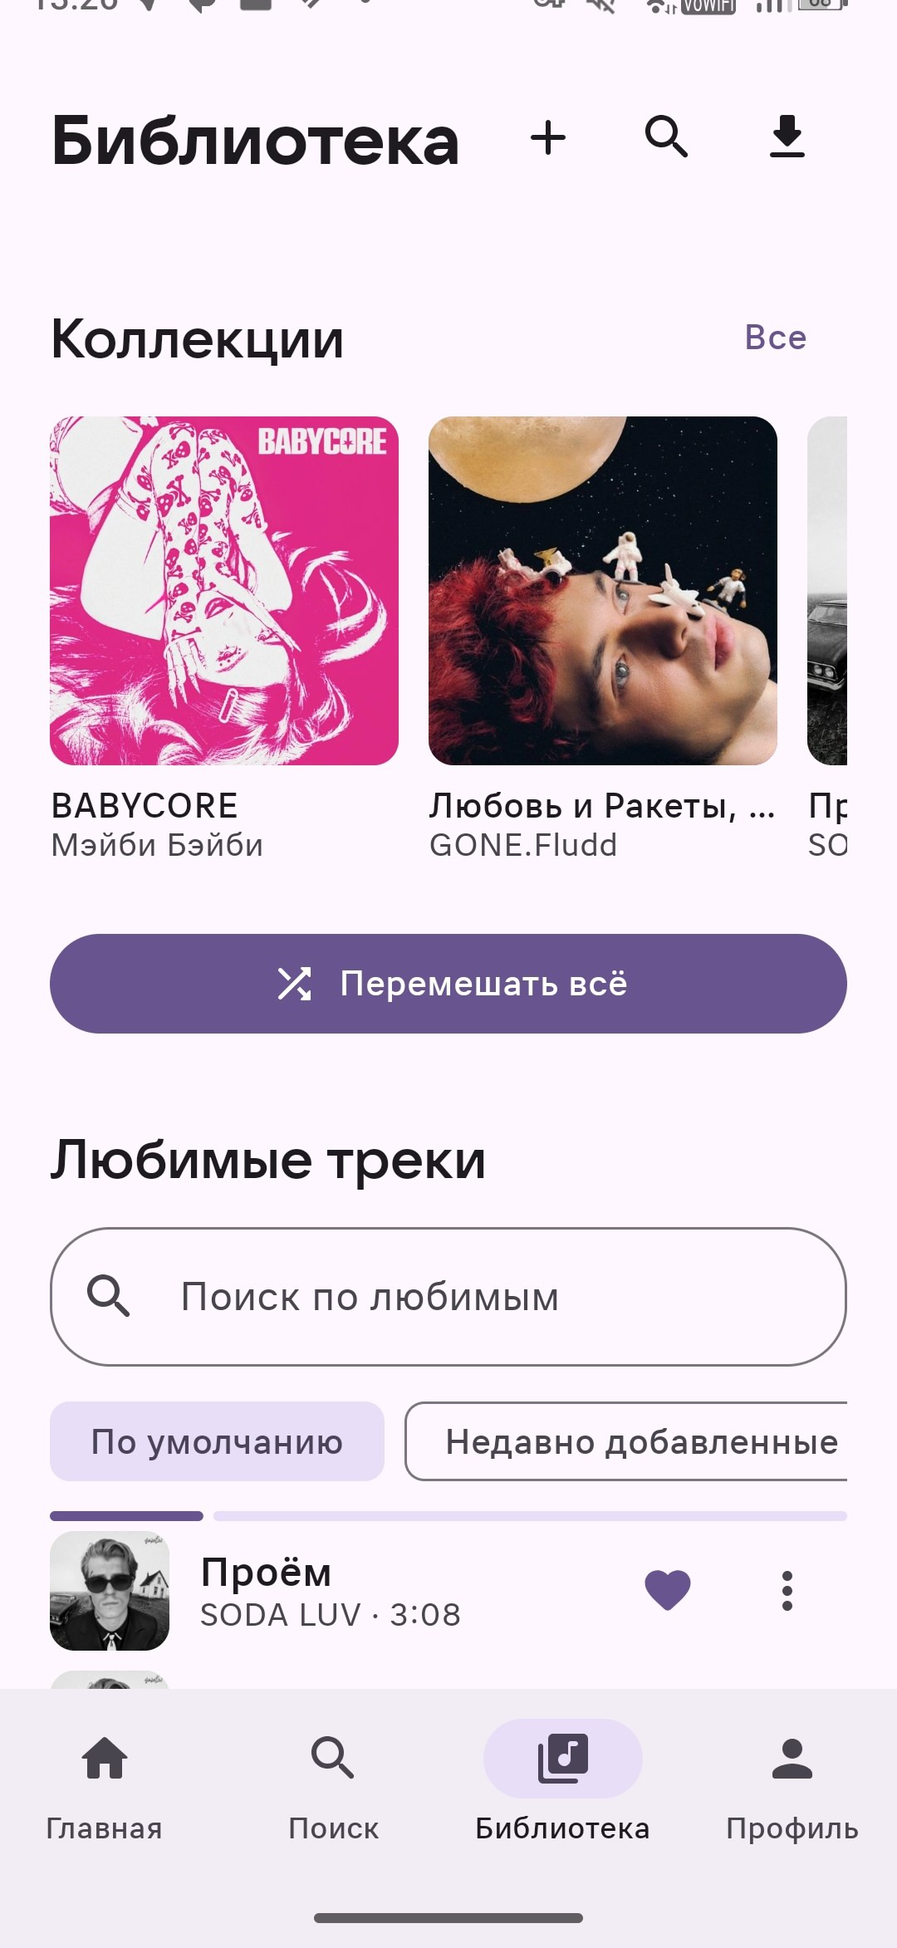 Библиотека
Коллекции
Все
BABYCORE
BABYCORE
Любовь и Ракеты, ...
Мэйби Бэйби
GONE.Fludd
Перемешать всё
Любимые треки
Поиск по любимым
По умолчанию
Недавно добавленные
Проём
SODA LUV · 3:08
Главная
Поиск
Библиотека
Профиль